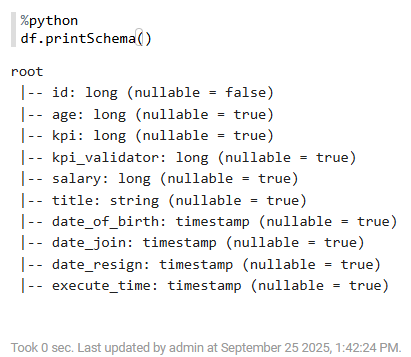 %python
df.printSchema()
root
|-- id: long (nullable = false)
|-- age: long (nullable = true)
|-- kpi: long (nullable = true)
|-- kpi_validator: long (nullable = true)
|-- salary: long (nullable = true)
|-- title: string (nullable = true)
|-- date_of_birth: timestamp (nullable = true)
|-- date_join: timestamp (nullable = true)
|-- date_resign: timestamp (nullable = true)
|-- execute_time: timestamp (nullable = true)
Took 0 sec. Last updated by admin at September 25 2025, 1:42:24 PM.